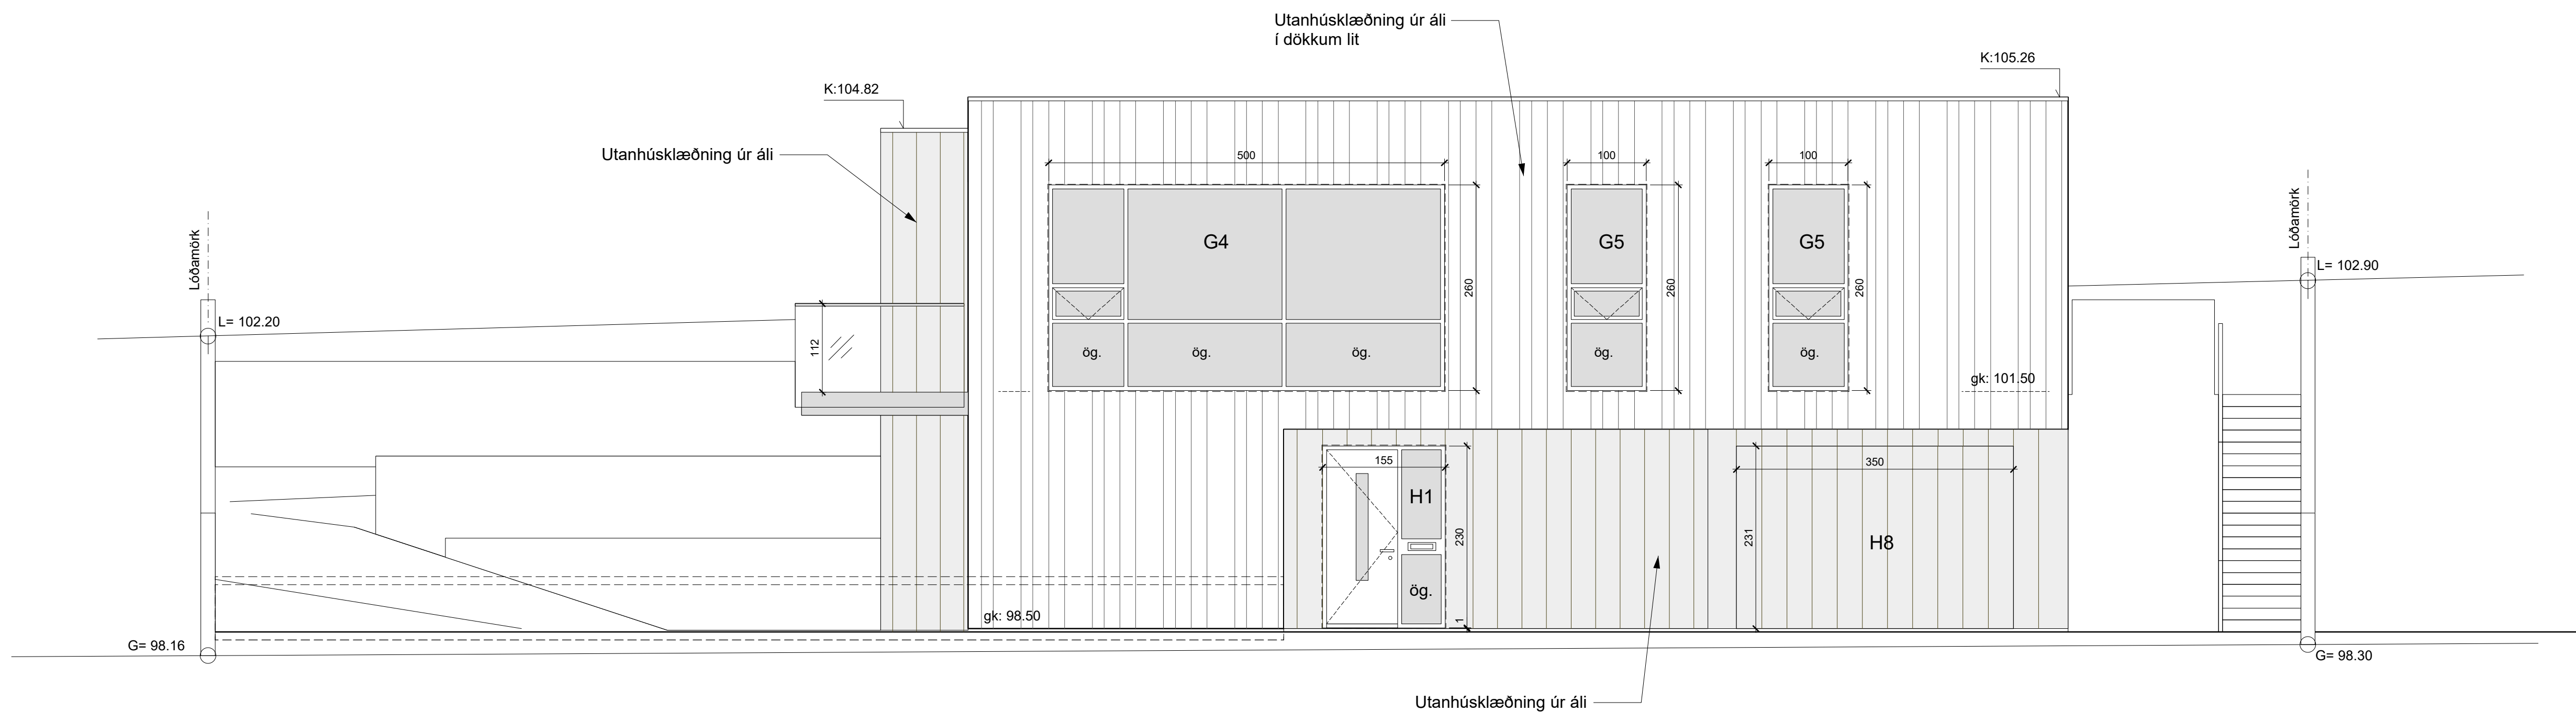 Utanhúsklæðning úr áli
í dökkum lit
K:105.26
K:104.82
Utanhúsklæðning úr áli
500
100
100
Lóðamörk
Lóðamörk
G4
G5
G5
L= 102.90
260
260
260
L= 102.20
112
ög.
ög.
ög.
ög.
ög.
gk: 101.50
155
350
H1
230
231
H8
ög.
gk: 98.50
1
G= 98.16
G= 98.30
Utanhúsklæðning úr áli